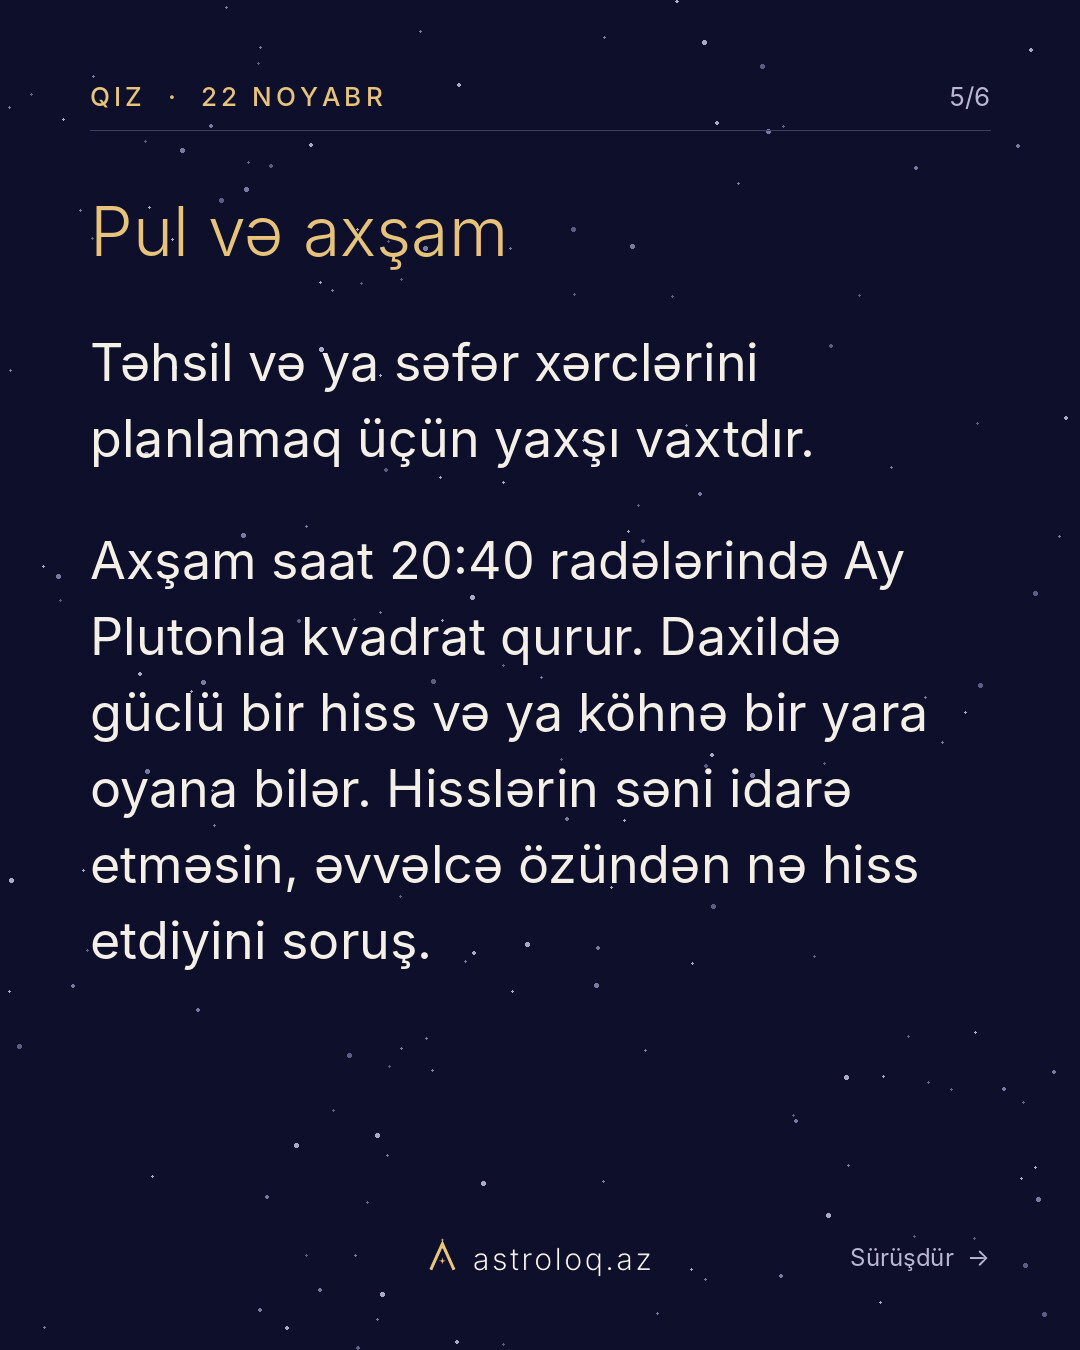 QIZ · 22 NOYABR
5/6
Pul və axşam
Təhsil və ya səfər xərclərini
planlamaq üçün yaxşı vaxtdır.
Axşam saat 20:40 radələrində Ay
Plutonla kvadrat qurur. Daxildə
güclü bir hiss və ya köhnə bir yara
oyana bilər. Hisslərin səni idarə
etməsin, əvvəlcə özündən nə hiss
etdiyini soruş.
astroloq.az
Sürüşdür →